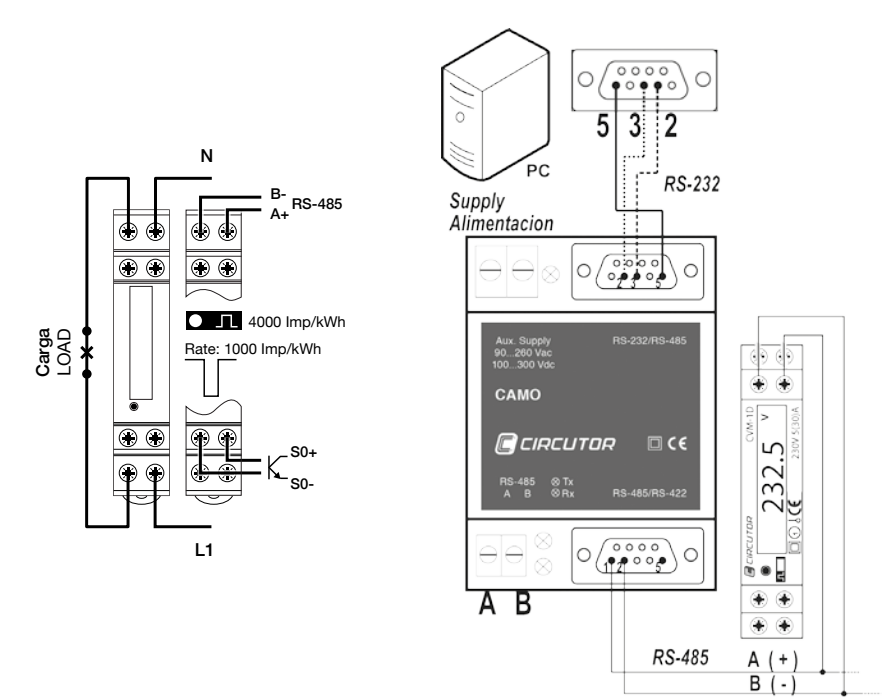 N
B-
A+
RS-485
4000 Imp/kWh
Rate: 1000 Imp/kWh
Carga
LOAD
S0+
S0-
L1
PC
5 3 2
RS-232
Supply
Alimentacion
2 3 5
Aux. Supply
90...260 Vac
100...300 Vdc
RS-232/RS-485
CAMO
CIRCUTOR
CE
RS-485
A B
Tx
Rx
RS-485/RS-422
1 2 5
A B
CVM-1D
V
232.5
230V 5(30)A
CIRCUTOR
CE
RS-485
A (+)
B (-)